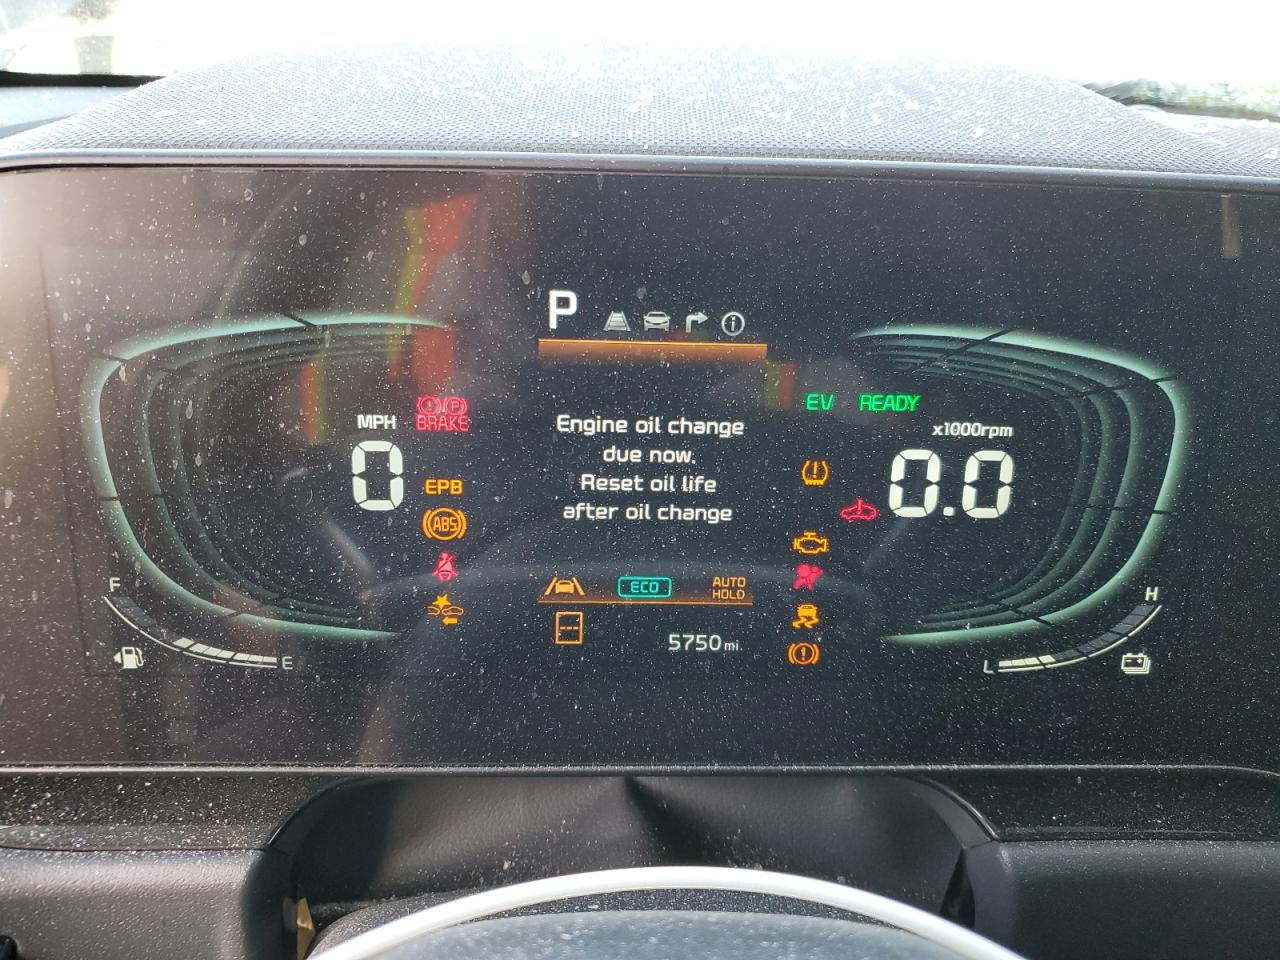 P
EV READY
MPH
BRAKE
x1000rpm
0
0.0
Engine oil change
due now.
Reset oil life
after oil change
EPB
ABS
F
E
ECO
AUTO
HOLD
5750 mi.
H
L